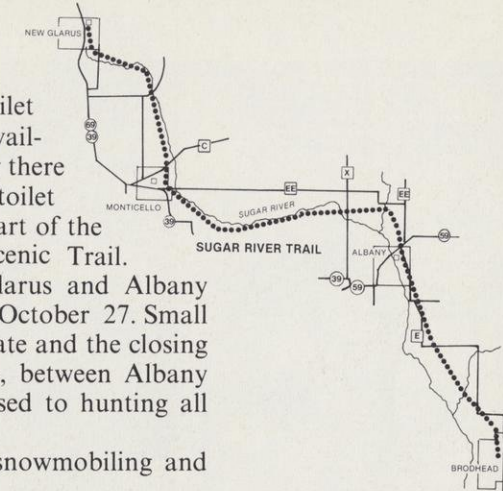 NEW GLARUS
69
39
C
MONTICELLO
39
EE
SUGAR RIVER
SUGAR RIVER TRAIL
X
EE
ALBANY
59
39
59
E
BRODHEAD
toilet
there
toilet
art of the
cenic Trail.
larus and Albany
October 27. Small
ate and the closing
, between Albany
sed to hunting all
snowmobiling and